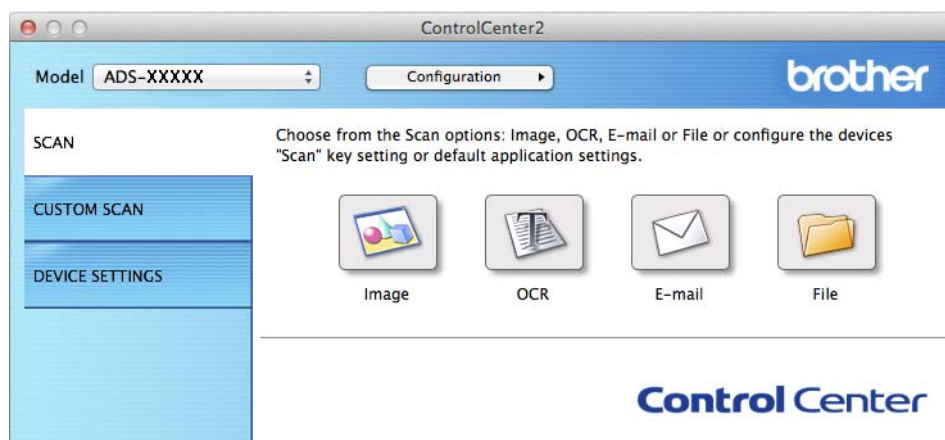 ControlCenter2
Model ADS-XXXXX Configuration
brother
SCAN
CUSTOM SCAN
DEVICE SETTINGS
Choose from the Scan options: Image, OCR, E-mail or File or configure the devices
"Scan" key setting or default application settings.
Image OCR E-mail File
Control Center